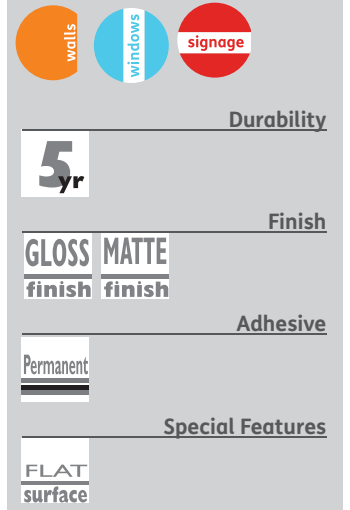 walls
windows
signage
Durability
5
yr
Finish
GLOSS MATTE
finish finish
Adhesive
Permanent
Special Features
FLAT
surface